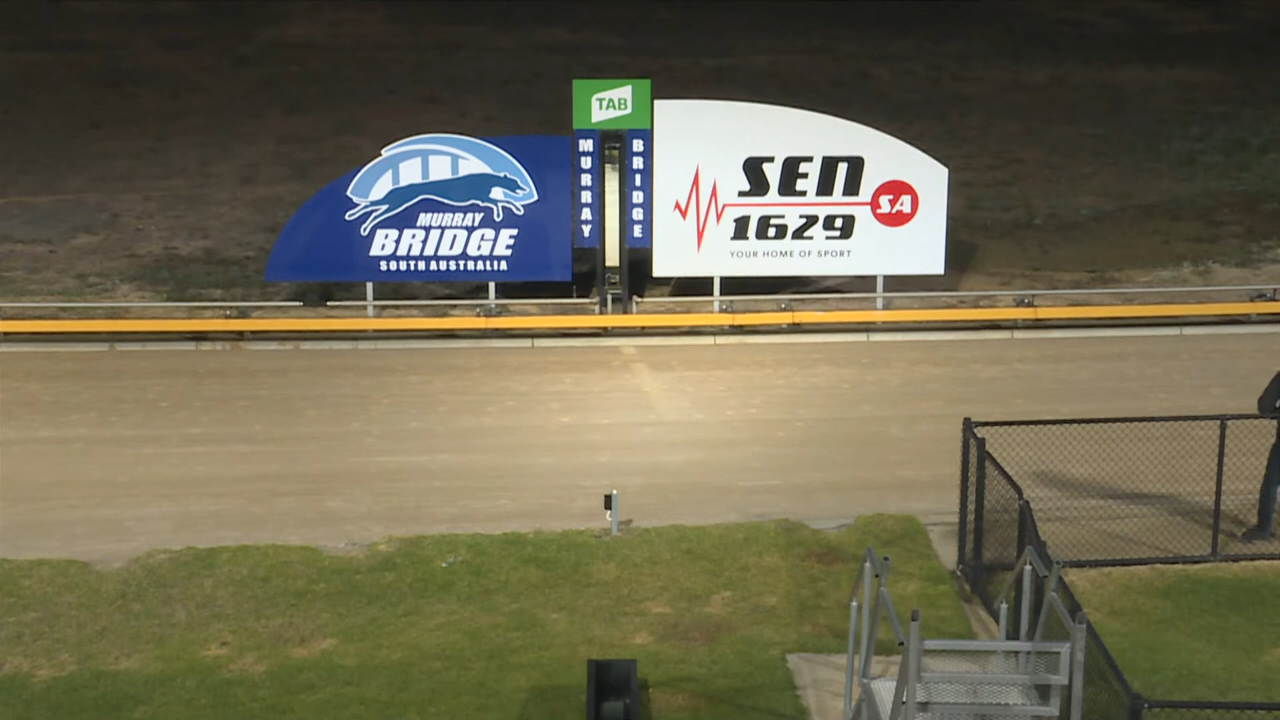 TAB
MURRAY
BRIDGE
MURRAY
BRIDGE
SOUTH AUSTRALIA
SEN
SA
1629
YOUR HOME OF SPORT